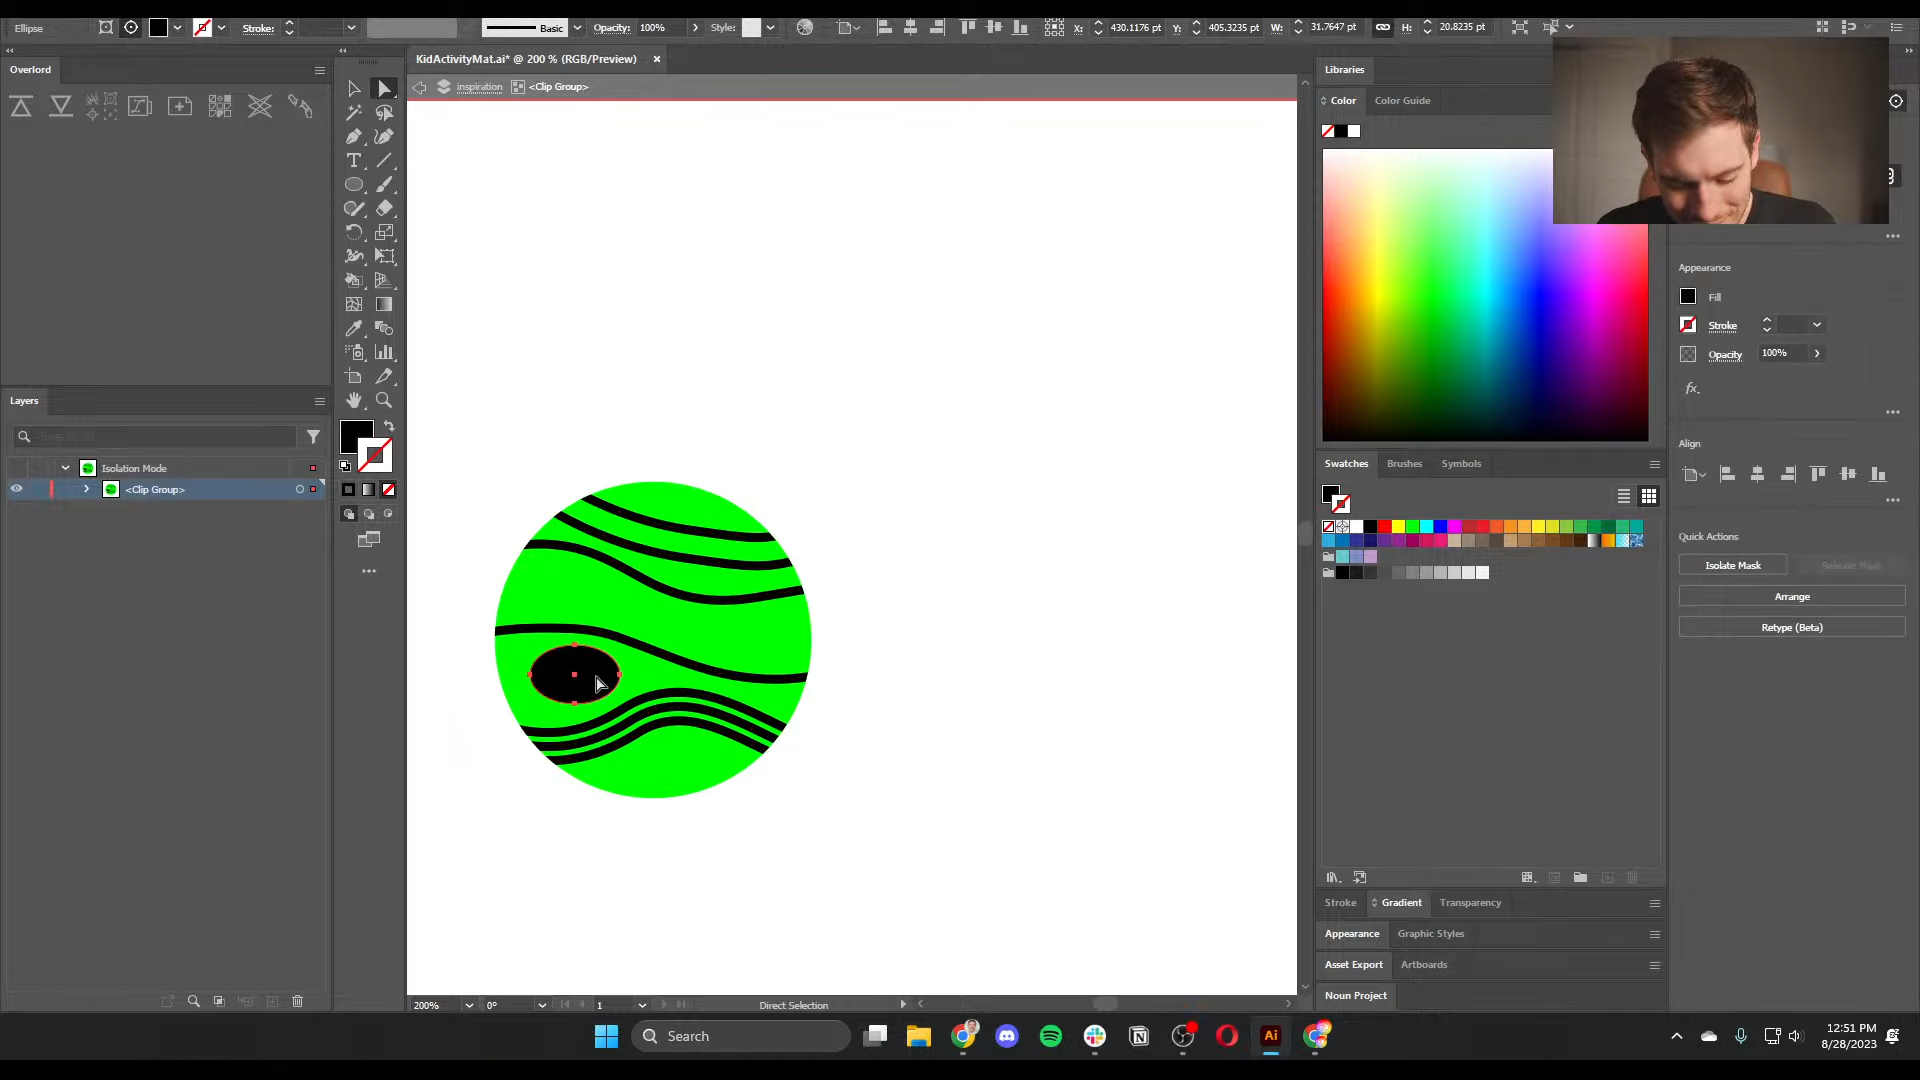 Ellipse
Stroke:
Basic
Opacity:
100%
Style:
X:
430.1176 pt
Y:
405.3235 pt
W:
31.7647 pt
H:
20.8235 pt
Overlord
KidActivityMat.ai* @ 200 % (RGB/Preview)
inspiration
<Clip Group>
Libraries
Color
Color Guide
Appearance
Fill
Stroke
Opacity
100%
fx.
Layers
Isolation Mode
<Clip Group>
Align
Swatches
Brushes
Symbols
Quick Actions
Isolate Mask
Release Mask
Arrange
Retype (Beta)
Stroke
Gradient
Transparency
Appearance
Graphic Styles
Asset Export
Artboards
Noun Project
200%
0°
1
Direct Selection
Search
Ai
12:51 PM
8/28/2023